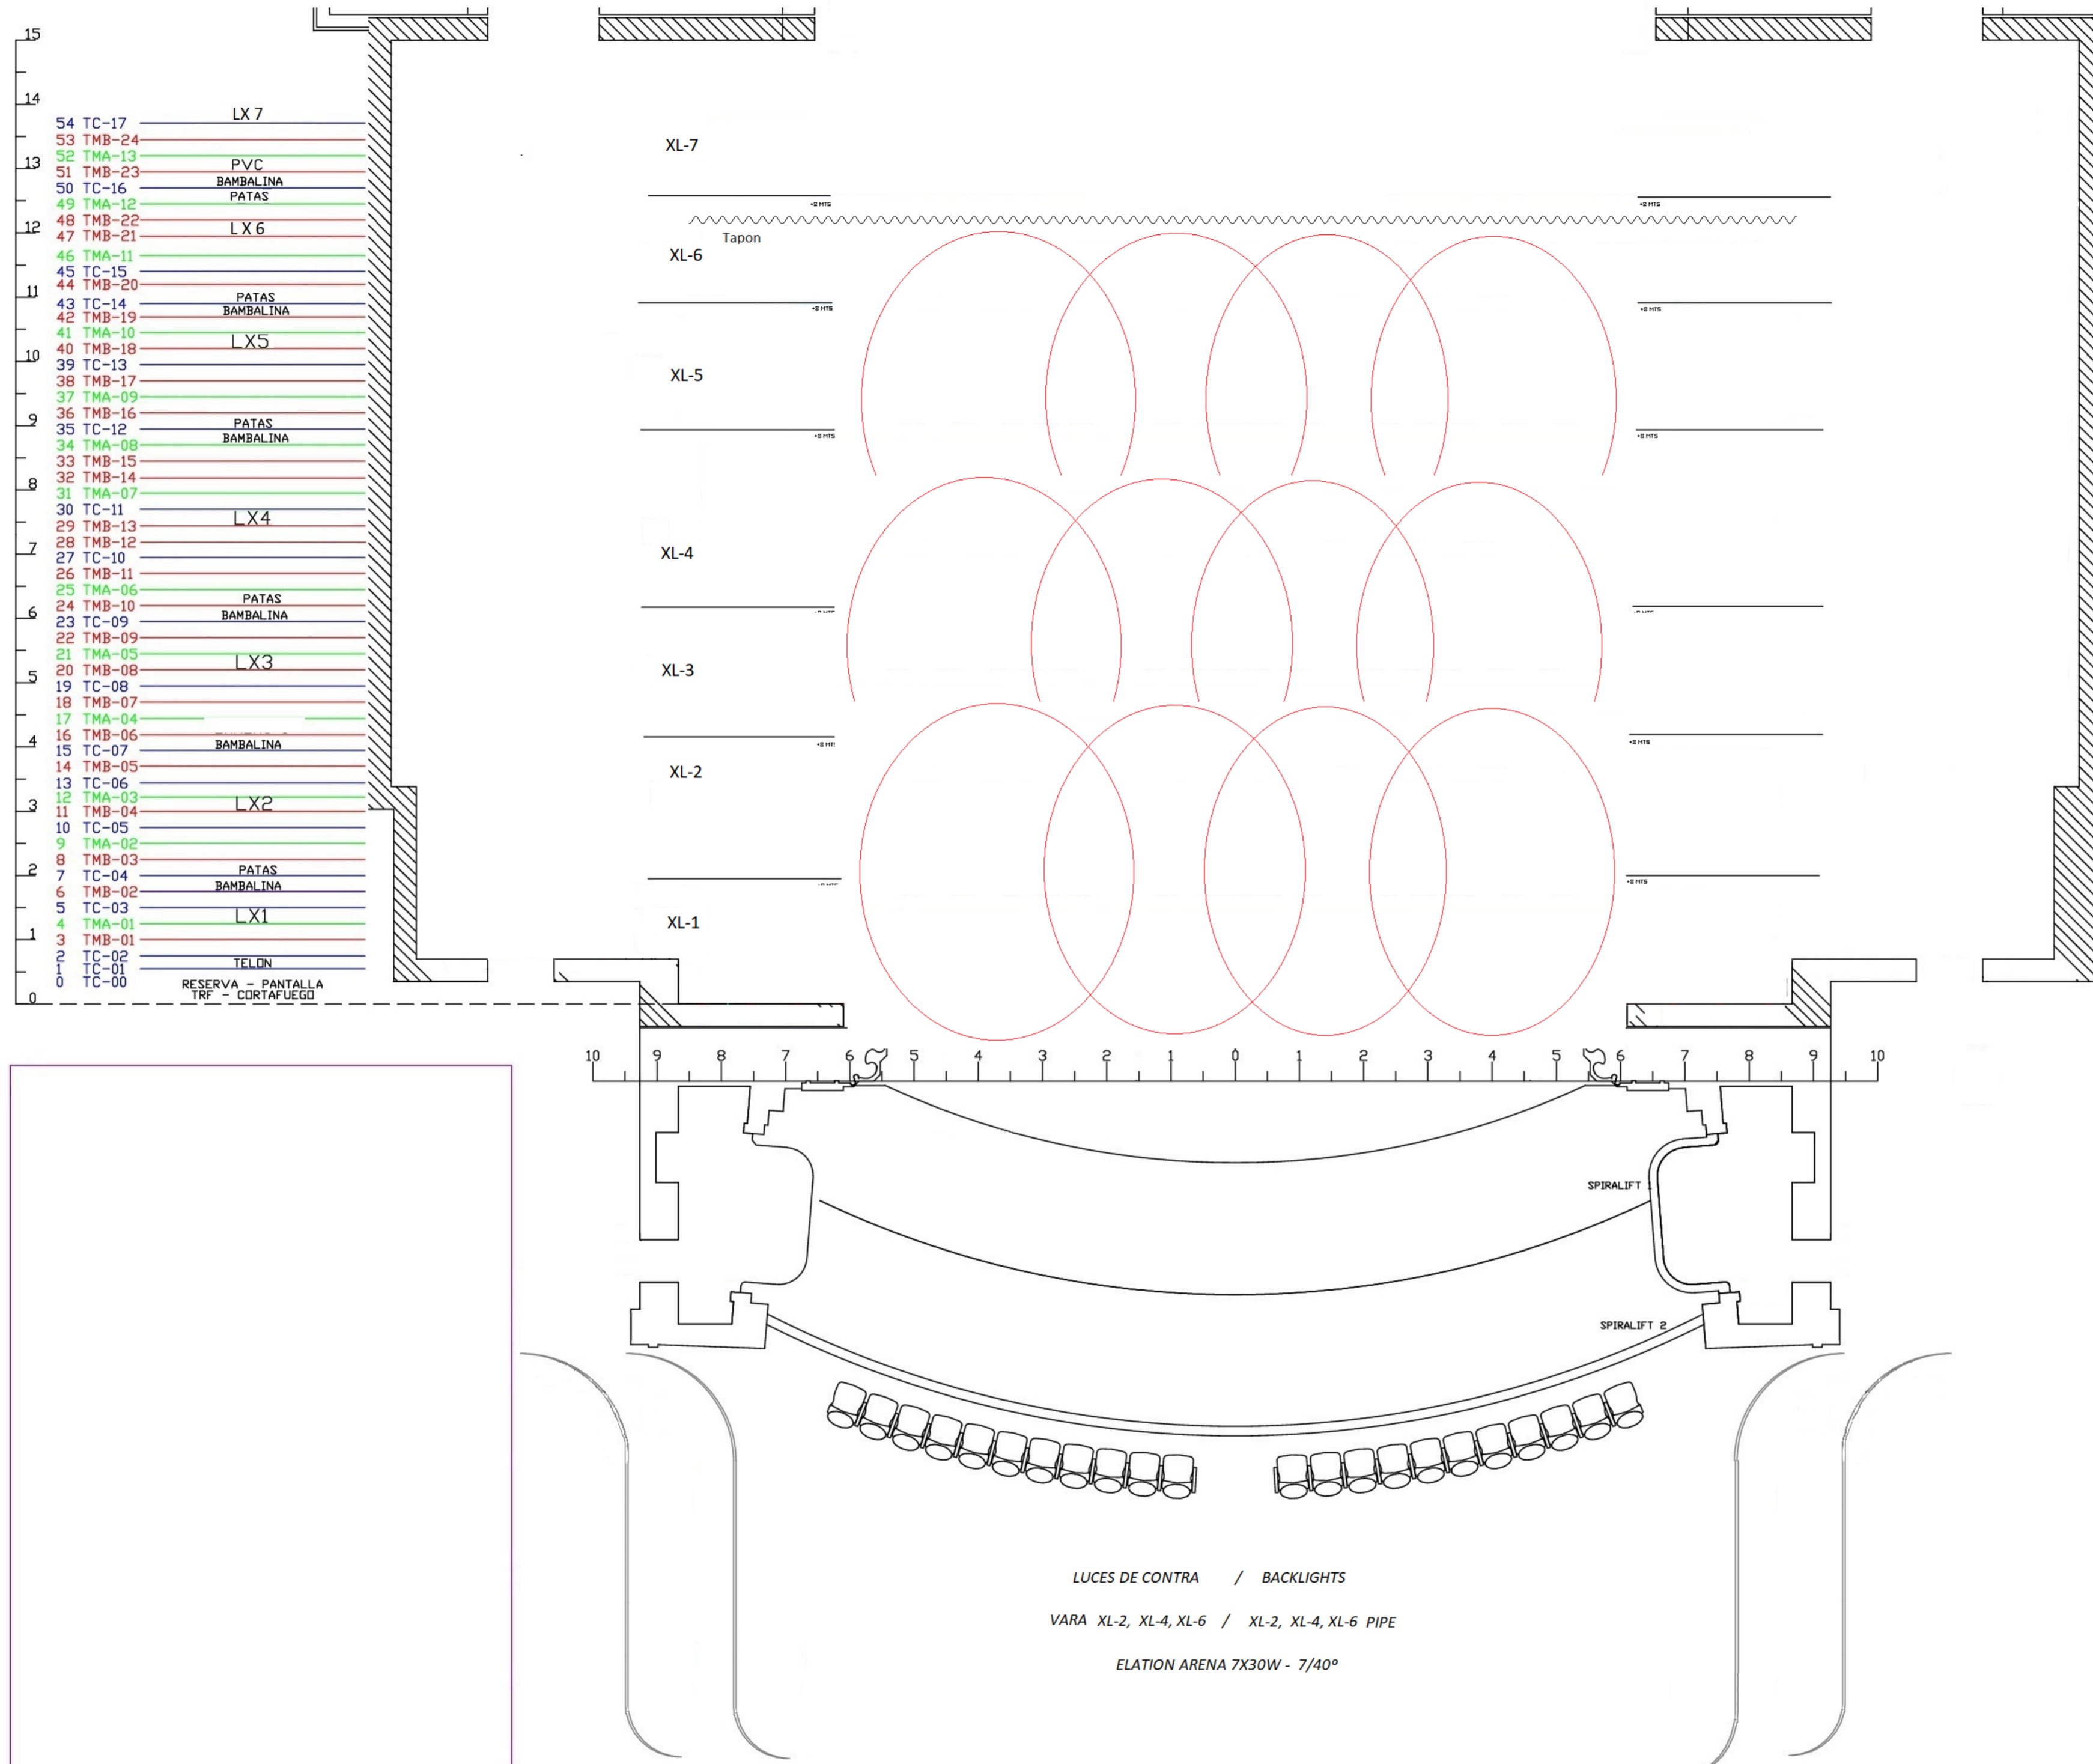 15
14
LX 7
54 TC-17
53 TMB-24
52 TMA-13
13
PVC
51 TMB-23
BAMBALINA
50 TC-16
PATAS
49 TMA-12
48 TMB-22
12
LX6
47 TMB-21
46 TMA-11
45 TC-15
11
44 TMB-20
PATAS
43 TC-14
BAMBALINA
42 TMB-19
41 TMA-10
LX5
40 TMB-18
10
39 TC-13
38 TMB-17
37 TMA-09
36 TMB-16
9
PATAS
35 TC-12
BAMBALINA
34 TMA-08
33 TMB-15
32 TMB-14
8
31 TMA-07
30 TC-11
LX4
29 TMB-13
28 TMB-12
7
27 TC-10
26 TMB-11
25 TMA-06
PATAS
24 TMB-10
6
BAMBALINA
23 TC-09
22 TMB-09
21 TMA-05
LX3
20 TMB-08
5
19 TC-08
18 TMB-07
17 TMA-04
16 TMB-06
4
BAMBALINA
15 TC-07
14 TMB-05
13 TC-06
12 TMA-03
3
LX2
11 TMB-04
10 TC-05
9 TMA-02
8 TMB-03
2
PATAS
7 TC-04
BAMBALINA
6 TMB-02
5 TC-03
LX1
4 TMA-01
1
3 TMB-01
2 TC-02
TELON
1 TC-01
0 TC-00
RESERVA - PANTALLA
TRF - CORTAFUEGO
0
XL-7
Tapon
XL-6
XL-5
XL-4
XL-3
XL-2
XL-1
10 9 8 7 6 5 4 3 2 1 0 1 2 3 4 5 6 7 8 9 10
SPIRALIFT 1
SPIRALIFT 2
LUCES DE CONTRA / BACKLIGHTS
VARA XL-2, XL-4, XL-6 / XL-2, XL-4, XL-6 PIPE
ELATION ARENA 7X30W - 7/40º